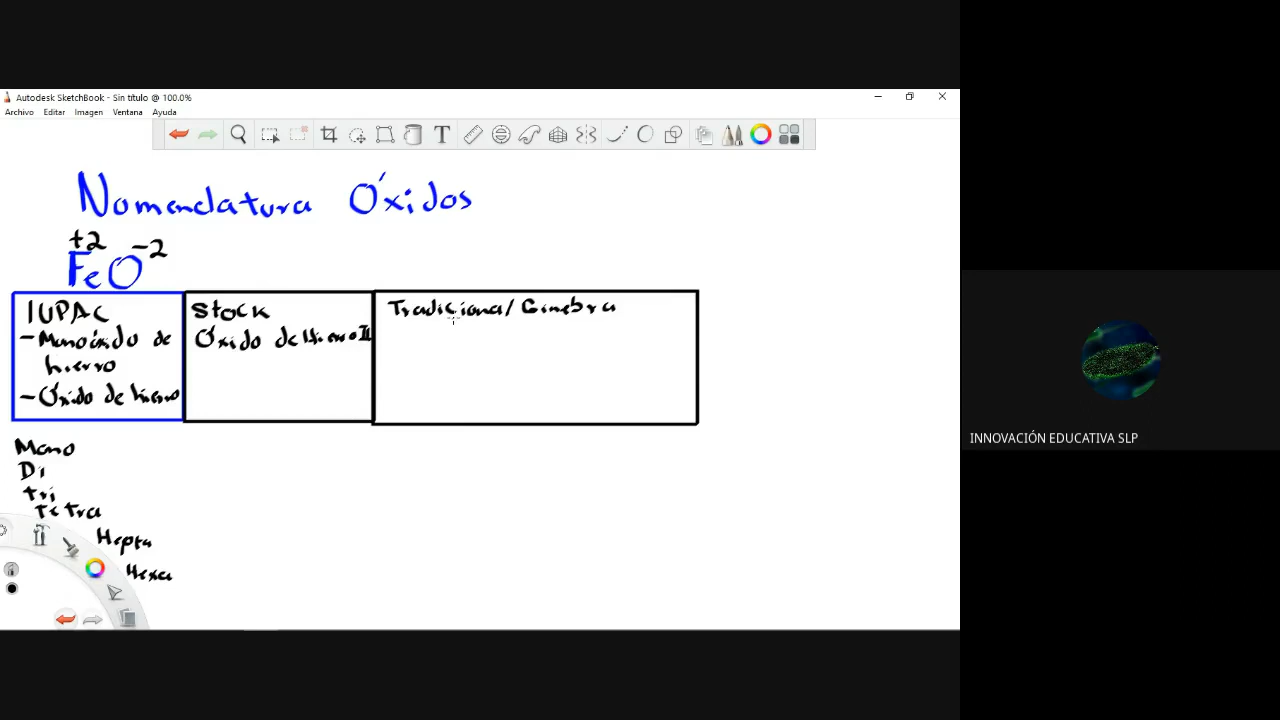 Autodesk SketchBook - Sin título @ 100.0%
Archivo Editar Imagen Ventana Ayuda
Nomenclatura Óxidos
+2 -2
FeO
IUPAC
- Monóxido de
hierro
- Óxido de hierro
Stock
Óxido de Hierro II
Tradicional/ Ginebra
Mono
Di
tri
Tetra
Hepta
Hexa
INNOVACIÓN EDUCATIVA SLP